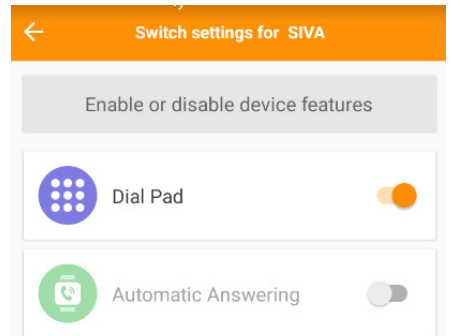 Switch settings for SIVA
Enable or disable device features
Dial Pad
Automatic Answering